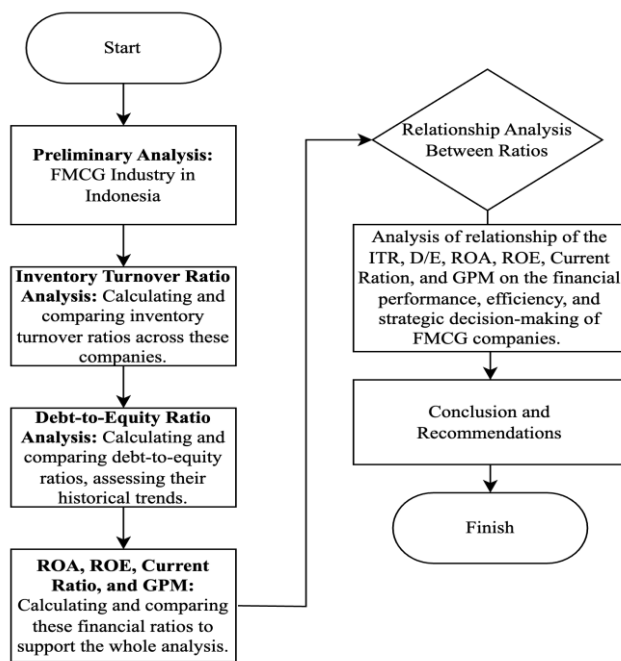 Start
Preliminary Analysis:
FMCG Industry in
Indonesia
Inventory Turnover Ratio
Analysis: Calculating and
comparing inventory
turnover ratios across these
companies.
Debt-to-Equity Ratio
Analysis: Calculating and
comparing debt-to-equity
ratios, assessing their
historical trends.
ROA, ROE, Current
Ratio, and GPM:
Calculating and comparing
these financial ratios to
support the whole analysis.
Relationship Analysis
Between Ratios
Analysis of relationship of the
ITR, D/E, ROA, ROE, Current
Ration, and GPM on the financial
performance, efficiency, and
strategic decision-making of
FMCG companies.
Conclusion and
Recommendations
Finish